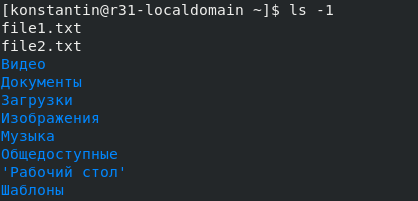 [konstantin@r31-localdomain ~]$ ls -1
file1.txt
file2.txt
Видео
Документы
Загрузки
Изображения
Музыка
Общедоступные
'Рабочий стол'
Шаблоны